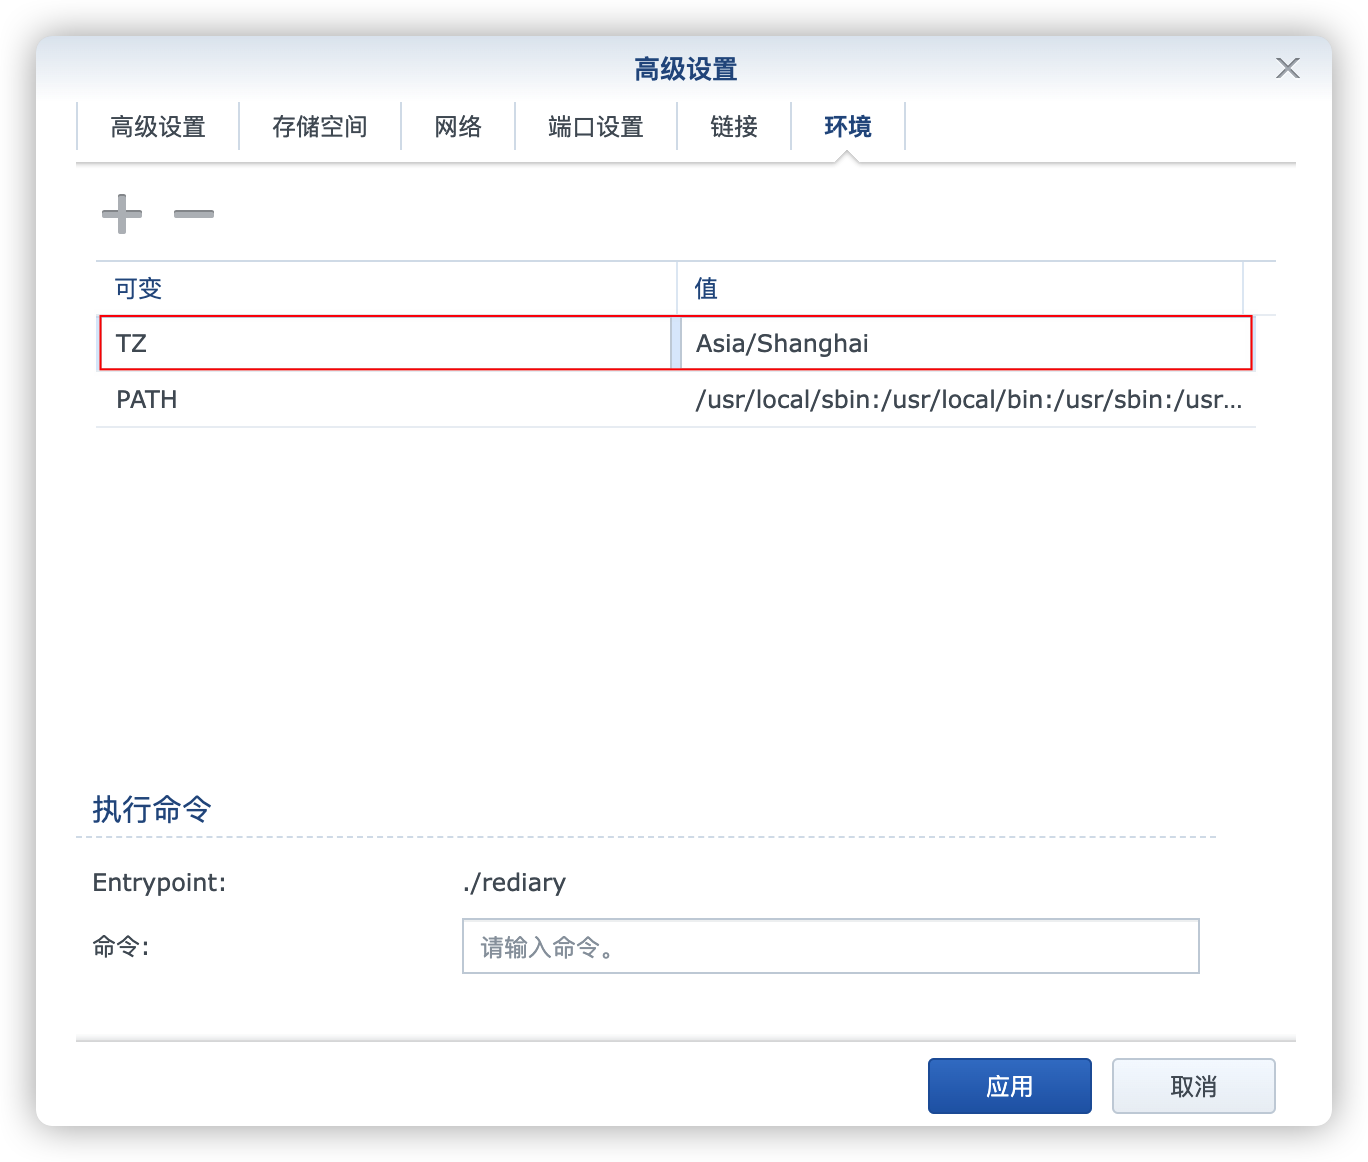 高级设置
高级设置 存储空间 网络 端口设置 链接 环境
可变 值
TZ Asia/Shanghai
PATH /usr/local/sbin:/usr/local/bin:/usr/sbin:/usr...
执行命令
Entrypoint: ./rediary
命令: 请输入命令。
应用 取消